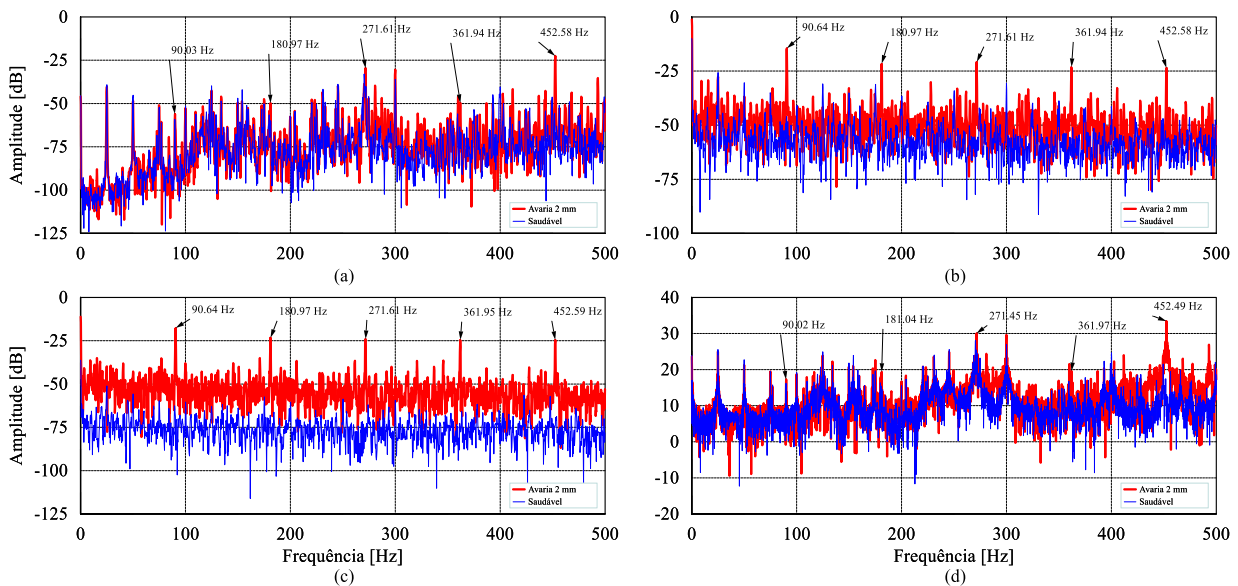 0
-25
-50
-75
-100
-125
Amplitude [dB]
90.03 Hz
180.97 Hz
271.61 Hz
361.94 Hz
452.58 Hz
Avaria 2 mm
Saudável
0 100 200 300 400 500
(a)
0
-25
-50
-75
-100
90.64 Hz
180.97 Hz
271.61 Hz
361.94 Hz
452.58 Hz
Avaria 2 mm
Saudável
0 100 200 300 400 500
(b)
0
-25
-50
-75
-100
-125
Amplitude [dB]
90.64 Hz
180.97 Hz
271.61 Hz
361.95 Hz
452.59 Hz
Avaria 2 mm
Saudável
0 100 200 300 400 500
Frequência [Hz]
(c)
40
30
20
10
0
-10
-20
90.02 Hz
181.04 Hz
271.45 Hz
361.97 Hz
452.49 Hz
Avaria 2 mm
Saudável
0 100 200 300 400 500
Frequência [Hz]
(d)